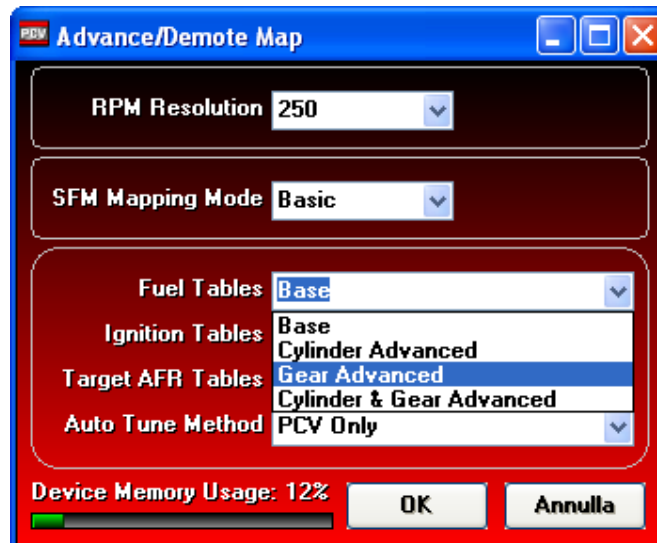 PCV Advance/Demote Map
RPM Resolution 250
SFM Mapping Mode Basic
Fuel Tables Base
Ignition Tables Base
Cylinder Advanced
Target AFR Tables Gear Advanced
Cylinder & Gear Advanced
Auto Tune Method PCV Only
Device Memory Usage: 12% OK Annulla